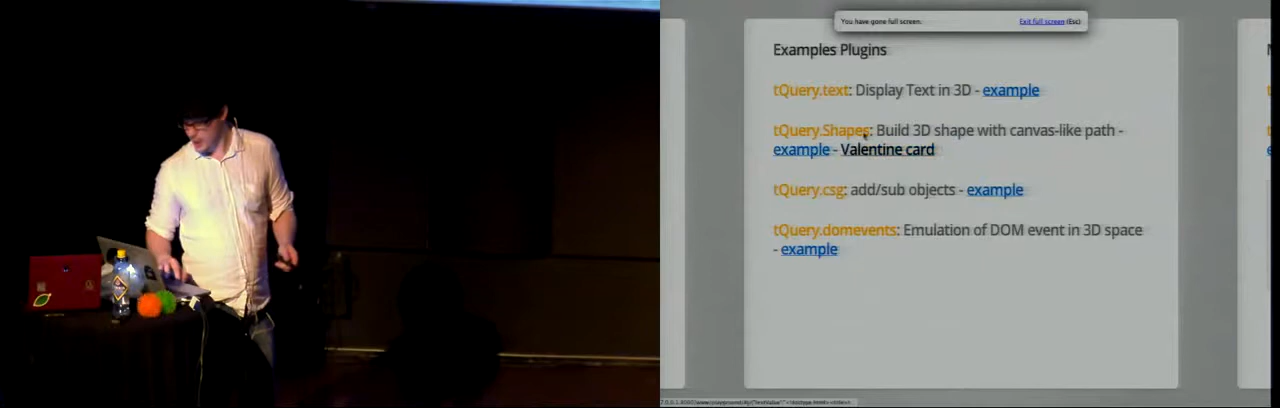 You have gone full screen. Exit full screen (Esc)
Examples Plugins
tQuery.text: Display Text in 3D - example
tQuery.Shapes: Build 3D shape with canvas-like path -
example - Valentine card
tQuery.csg: add/sub objects - example
tQuery.domevents: Emulation of DOM event in 3D space
- example